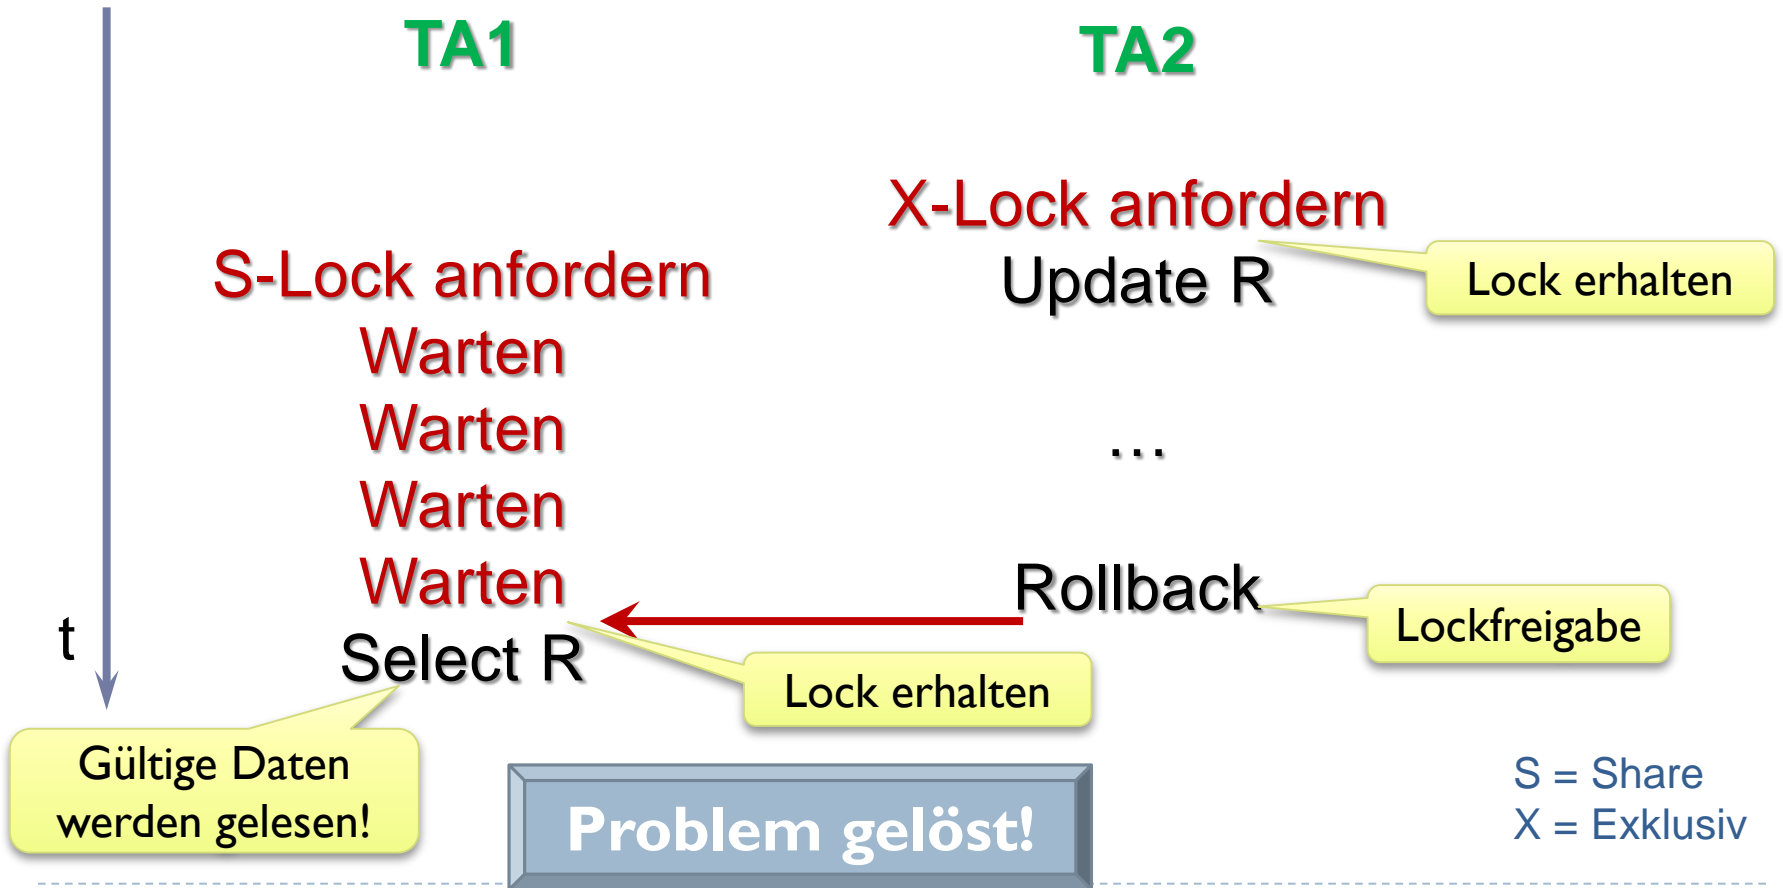 TA1
TA2
X-Lock anfordern
S-Lock anfordern
Update R
Lock erhalten
Warten
Warten
...
Warten
Warten
Rollback
Lockfreigabe
t
Select R
Lock erhalten
Gültige Daten
werden gelesen!
Problem gelöst!
S = Share
X = Exklusiv